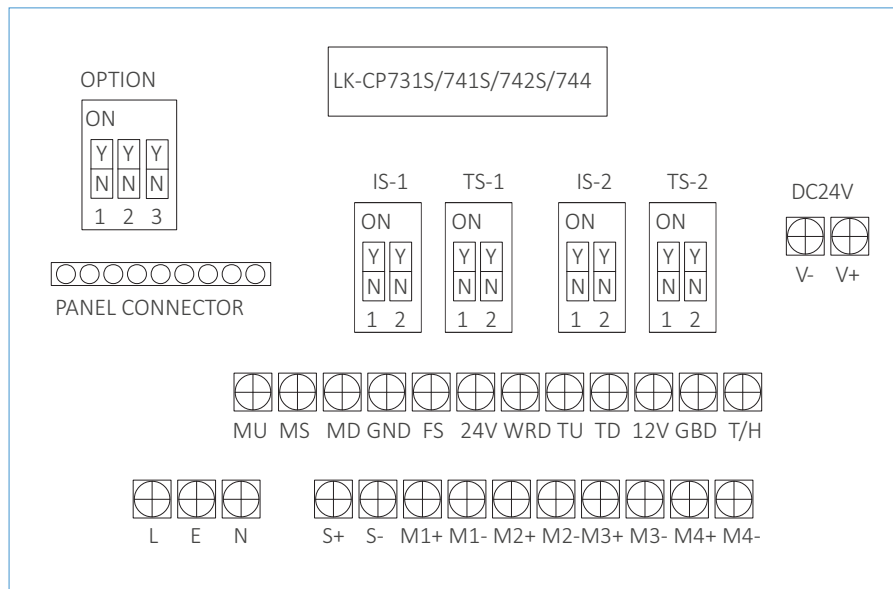 LK-CP731S/741S/742S/744
OPTION
ON
Y Y Y
N N N
1 2 3
PANEL CONNECTOR
IS-1 TS-1 IS-2 TS-2
ON ON ON ON
Y Y Y Y Y Y Y Y
N N N N N N N N
1 2 1 2 1 2 1 2
DC24V
V- V+
MU MS MD GND FS 24V WRD TU TD 12V GBD T/H
L E N S+ S- M1+ M1- M2+ M2- M3+ M3- M4+ M4-